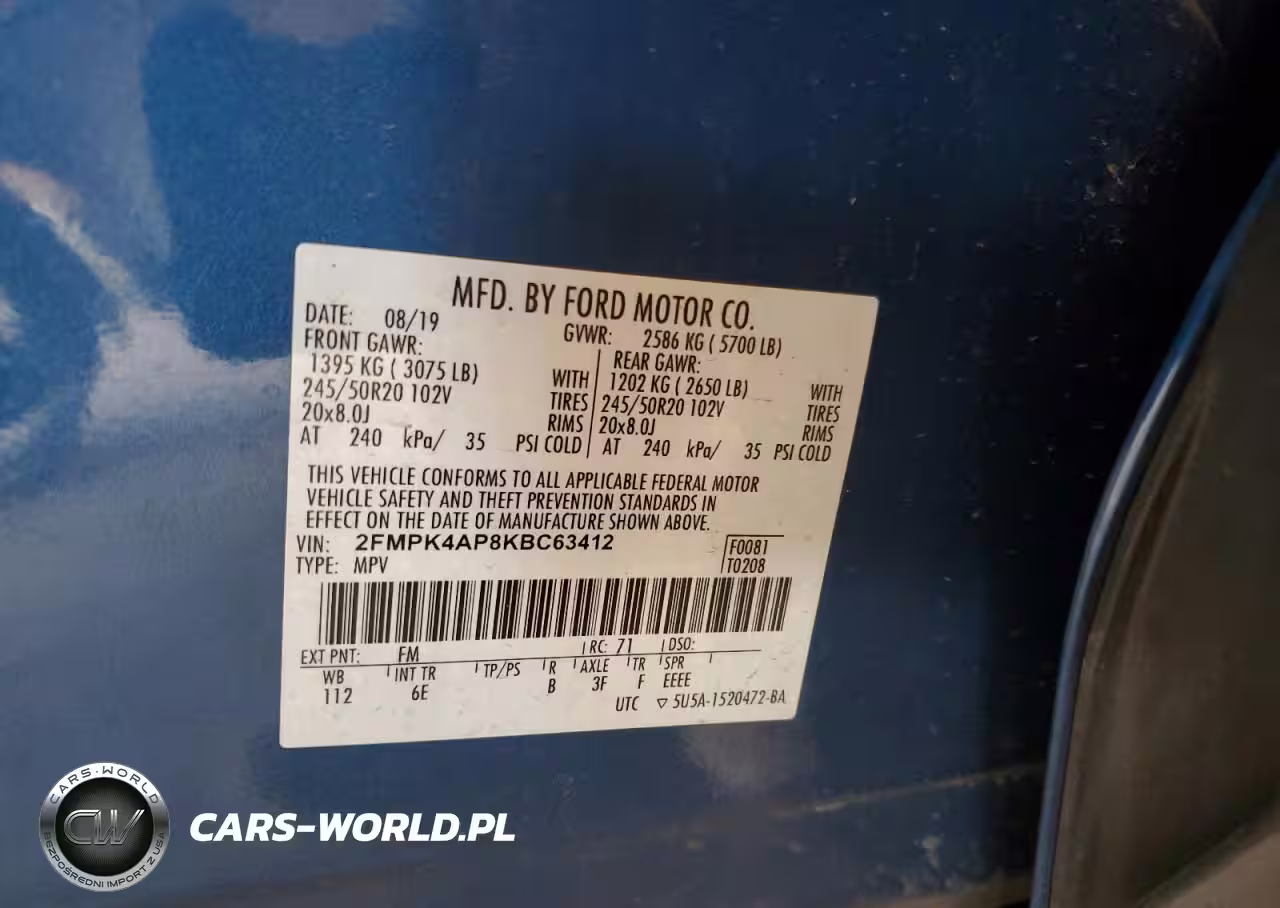 MFD. BY FORD MOTOR CO.
DATE: 08/19 GVWR: 2586 KG ( 5700 LB)
FRONT GAWR: REAR GAWR:
1395 KG ( 3075 LB) WITH 1202 KG ( 2650 LB) WITH
245/50R20 102V TIRES 245/50R20 102V TIRES
20x8.0J RIMS 20x8.0J RIMS
AT 240 kPa/ 35 PSI COLD AT 240 kPa/ 35 PSI COLD
THIS VEHICLE CONFORMS TO ALL APPLICABLE FEDERAL MOTOR
VEHICLE SAFETY AND THEFT PREVENTION STANDARDS IN
EFFECT ON THE DATE OF MANUFACTURE SHOWN ABOVE.
VIN: 2FMPK4AP8KBC63412 F0081
TYPE: MPV T0208
EXT PNT: FM RC: 71 DSO:
WB INT TR TP/PS R AXLE TR SPR
112 6E B 3F F EEEE
UTC ▽ 5U5A-1520472-BA
CARS-WORLD
CW
BEZPOŚREDNI IMPORT Z USA
CARS-WORLD.PL